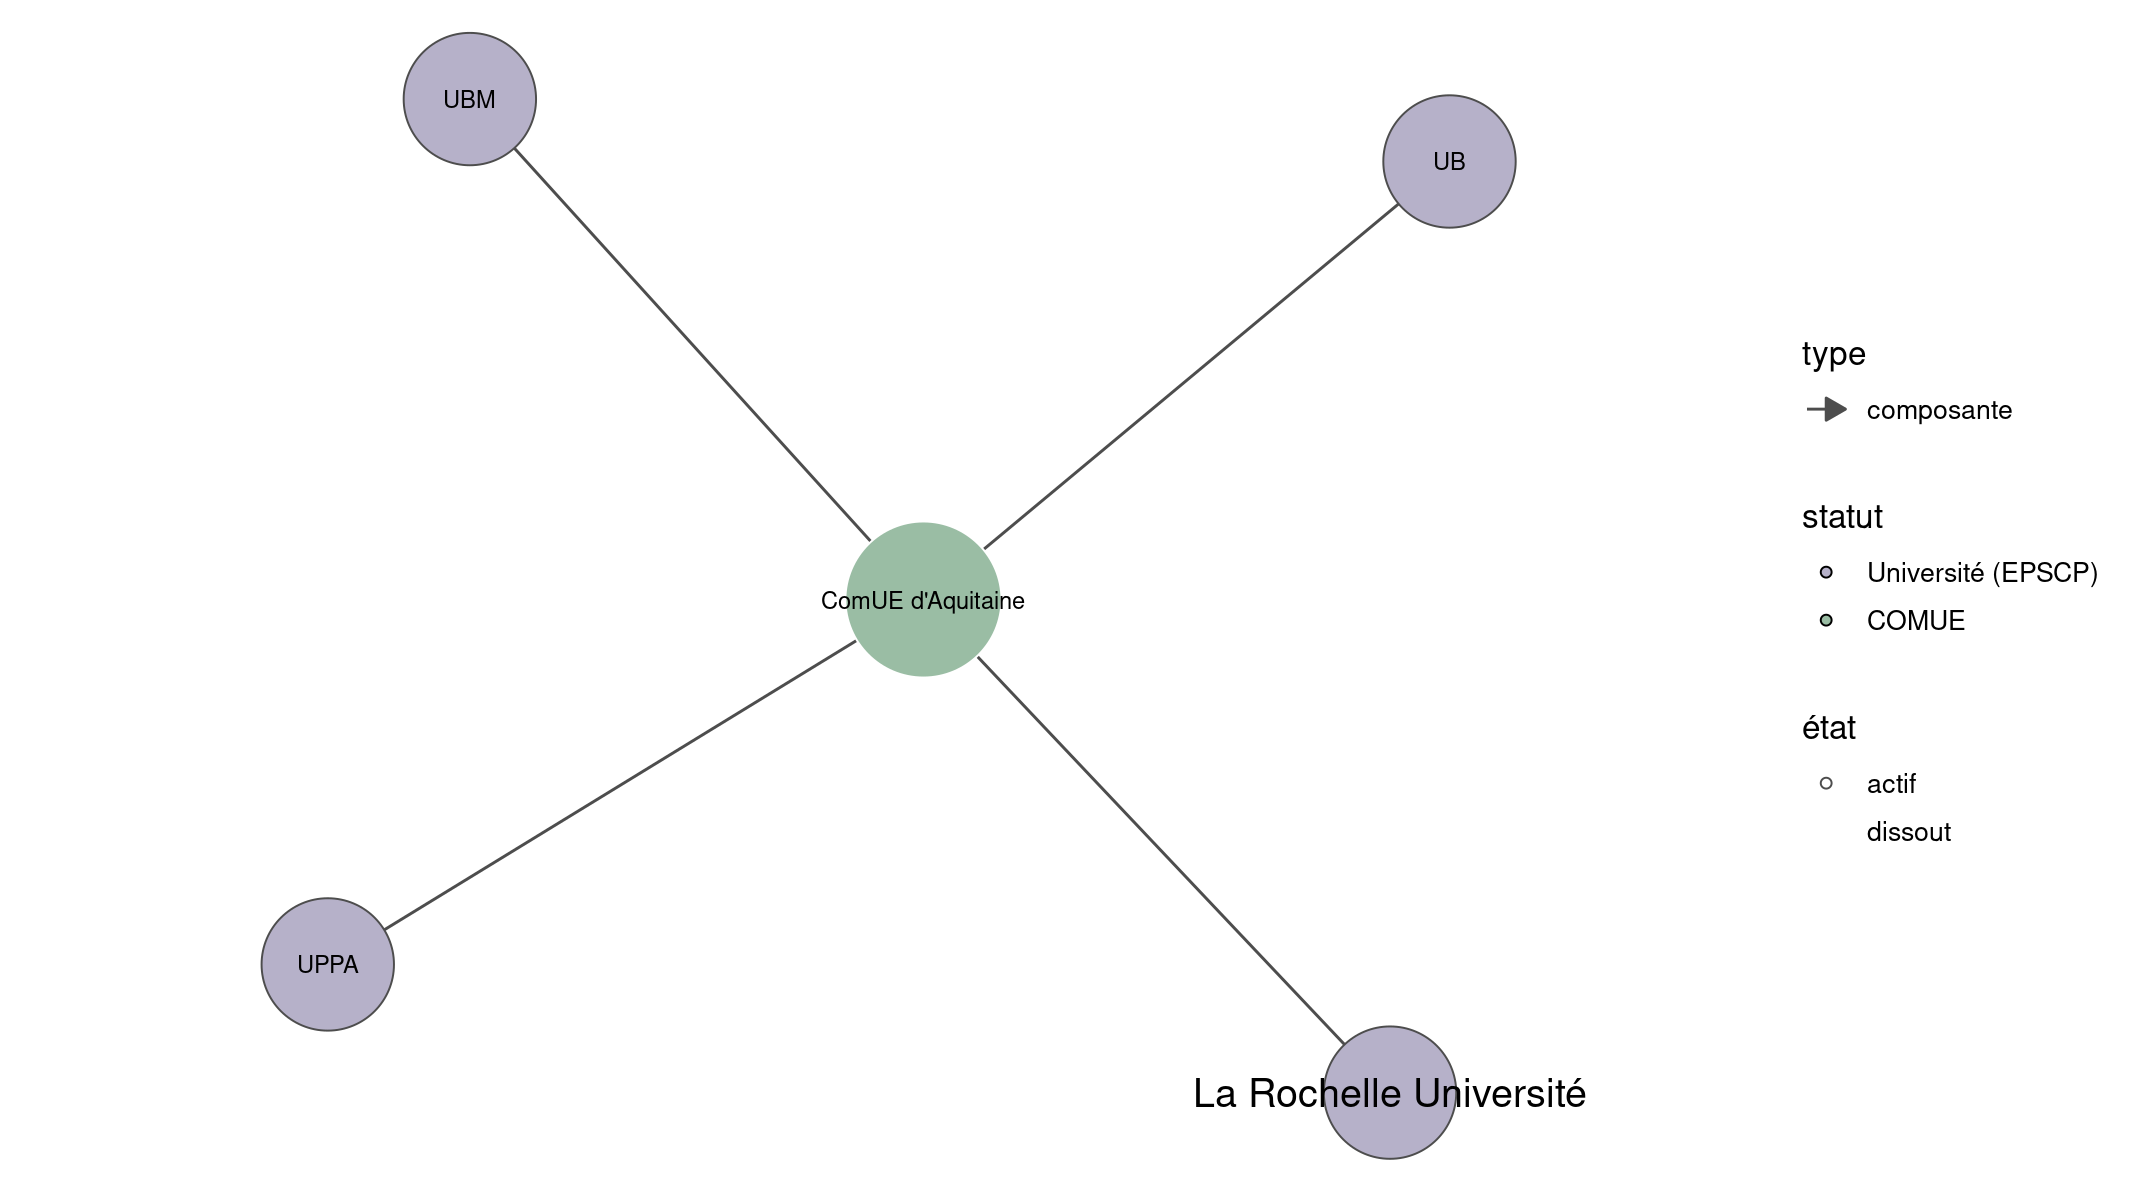 UBM
UB
ComUE d'Aquitaine
UPPA
La Rochelle Université
type
composante
statut
Université (EPSCP)
COMUE
état
actif
dissout